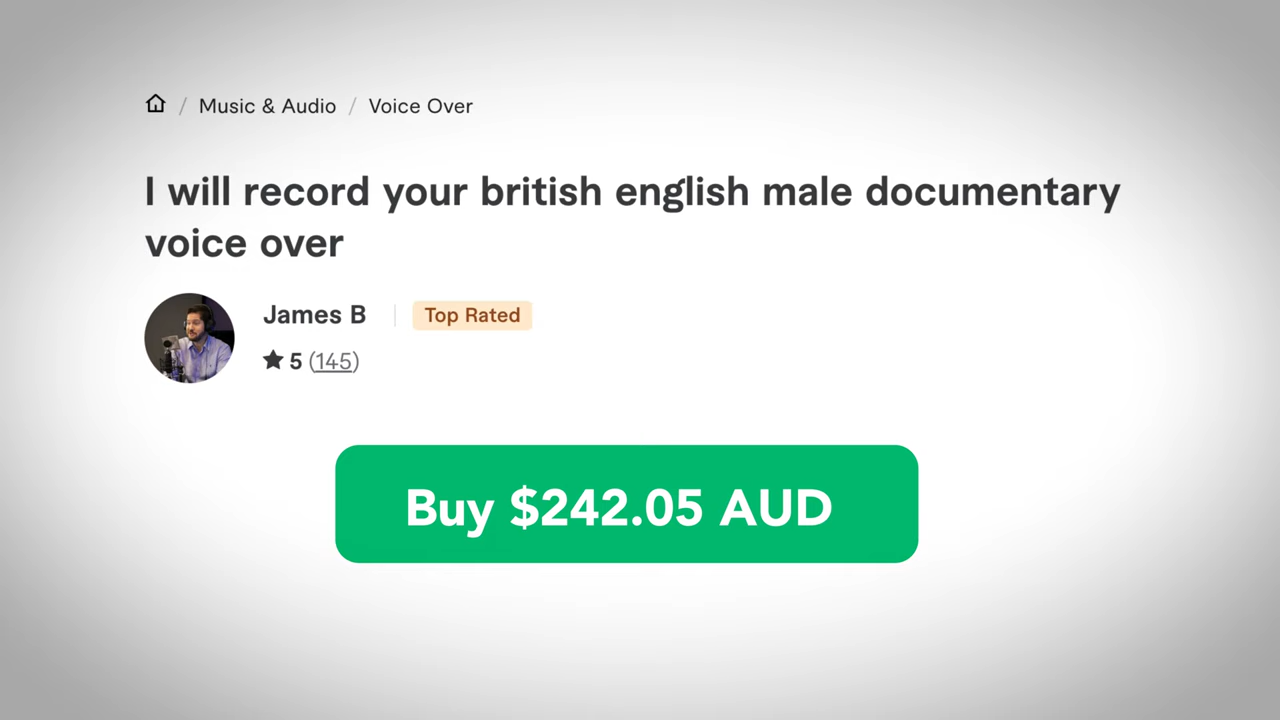 / Music & Audio / Voice Over
I will record your british english male documentary
voice over
James B | Top Rated
★ 5 (145)
Buy $242.05 AUD